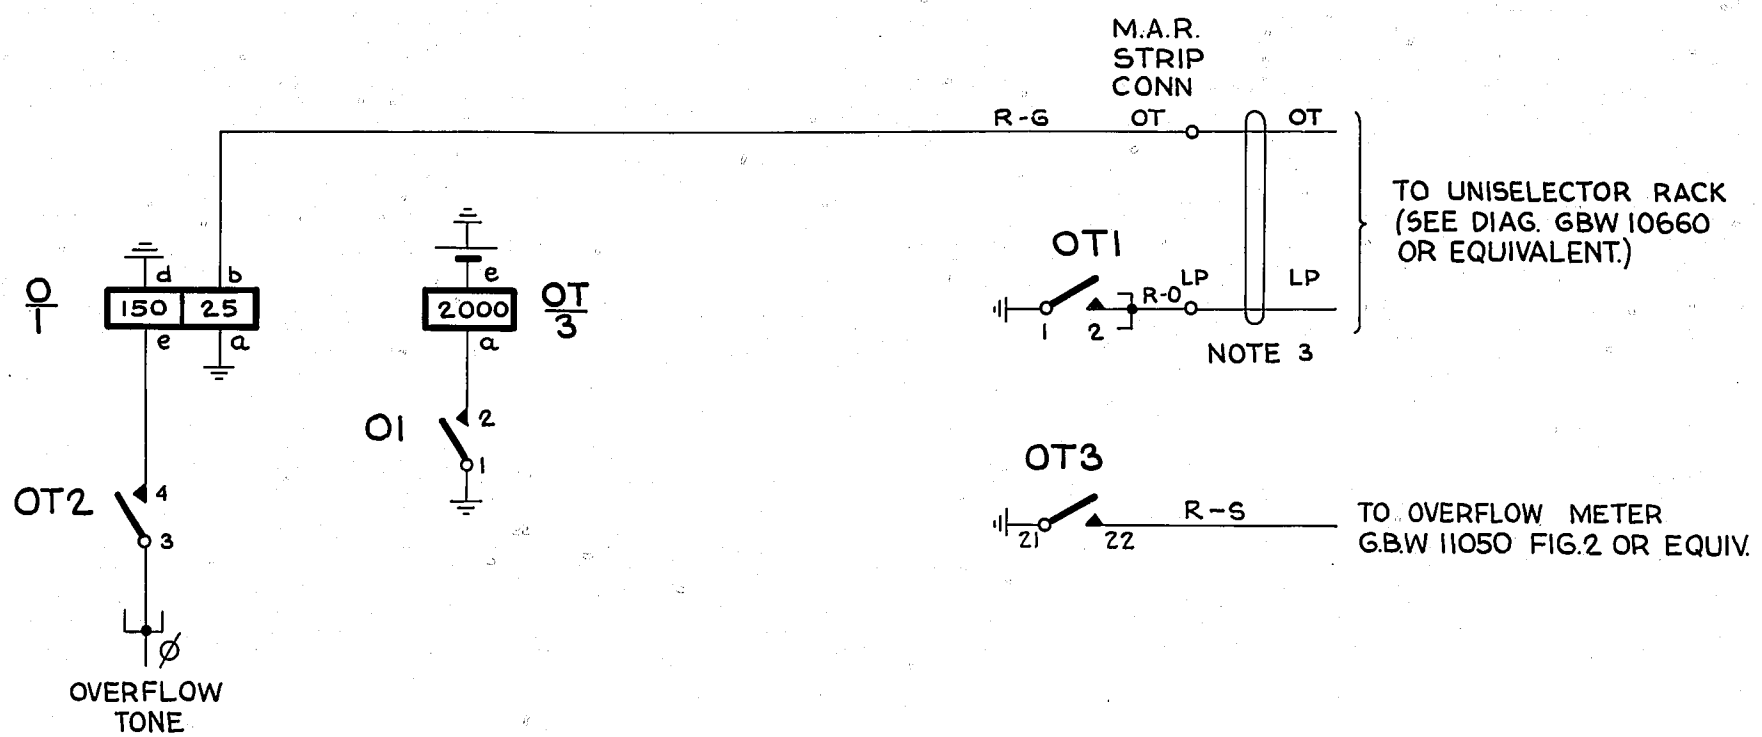 M.A.R.
STRIP
CONN
R-G OT OT
TO UNISELECTOR RACK
(SEE DIAG. GBW 10660
OR EQUIVALENT.)
OT1
R-O LP LP
1 2
NOTE 3
d b
O
1
150 25
e a
e
2000
a
OT
3
O1
2
1
OT2
4
3
Ø
OVERFLOW
TONE
OT3
21 22
R-S
TO OVERFLOW METER
G.B.W 11050 FIG.2 OR EQUIV.